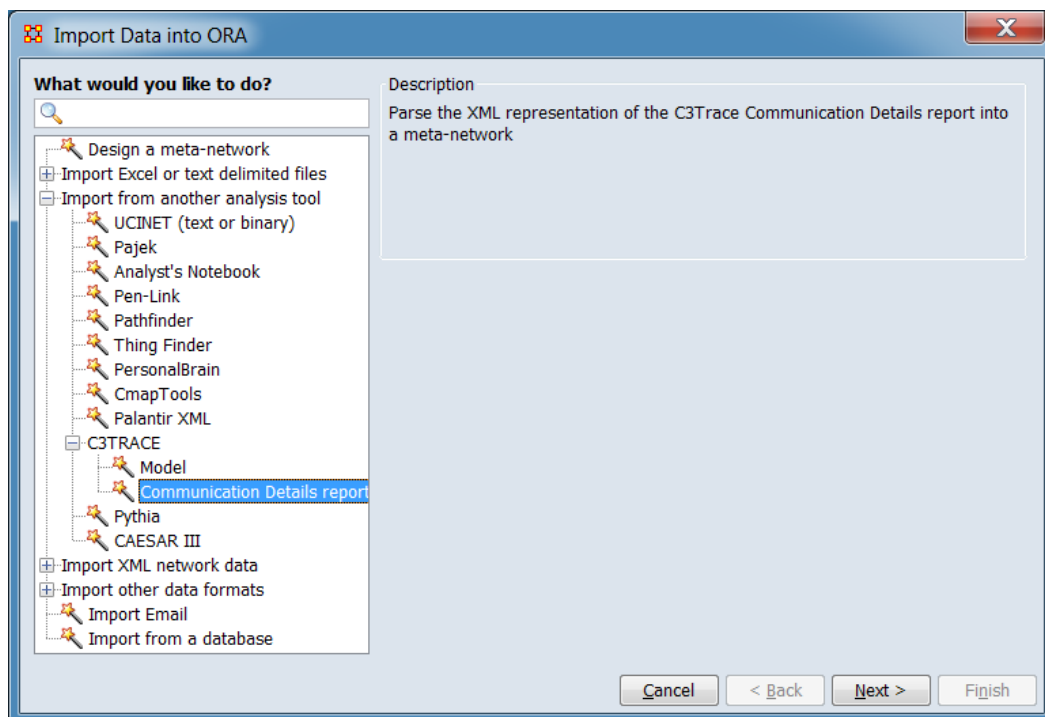 Import Data into ORA
What would you like to do?
Design a meta-network
Import Excel or text delimited files
Import from another analysis tool
UCINET (text or binary)
Pajek
Analyst's Notebook
Pen-Link
Pathfinder
Thing Finder
PersonalBrain
CmapTools
Palantir XML
C3TRACE
Model
Communication Details report
Pythia
CAESAR III
Import XML network data
Import other data formats
Import Email
Import from a database
Description
Parse the XML representation of the C3Trace Communication Details report into
a meta-network
Cancel
< Back
Next >
Finish